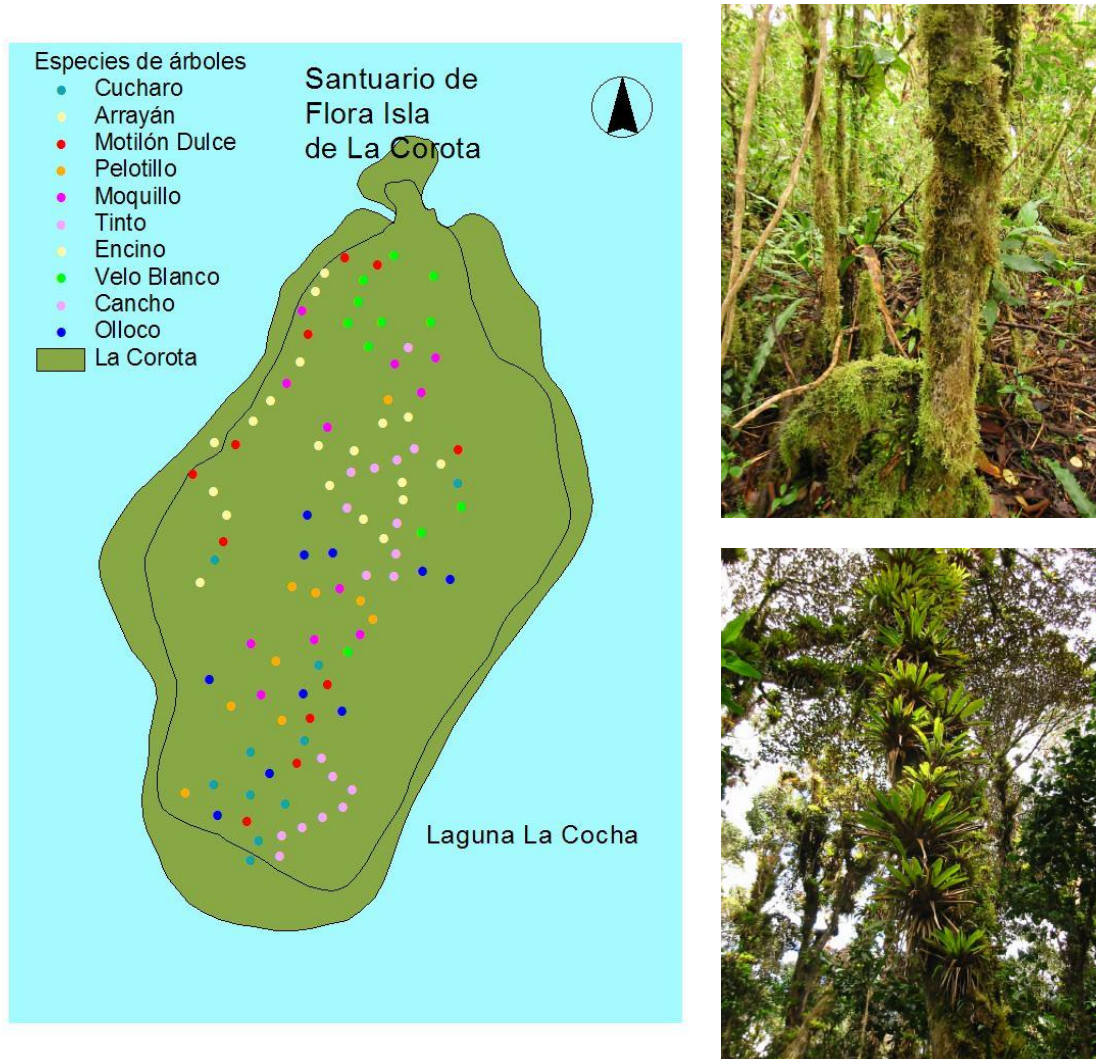 Especies de árboles
Cucharo
Arrayán
Motilón Dulce
Pelotillo
Moquillo
Tinto
Encino
Velo Blanco
Cancho
Olloco
La Corota
Santuario de
Flora Isla
de La Corota
Laguna La Cocha